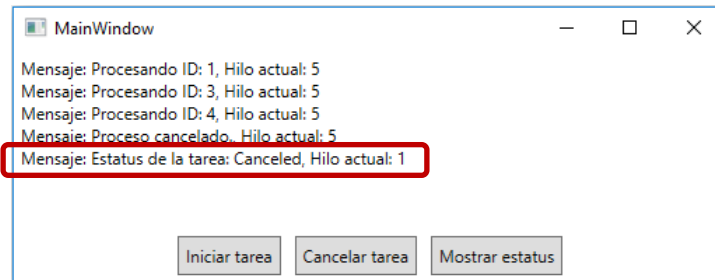 MainWindow
Mensaje: Procesando ID: 1, Hilo actual: 5
Mensaje: Procesando ID: 3, Hilo actual: 5
Mensaje: Procesando ID: 4, Hilo actual: 5
Mensaje: Proceso cancelado., Hilo actual: 5
Mensaje: Estatus de la tarea: Canceled, Hilo actual: 1
Iniciar tarea Cancelar tarea Mostrar estatus